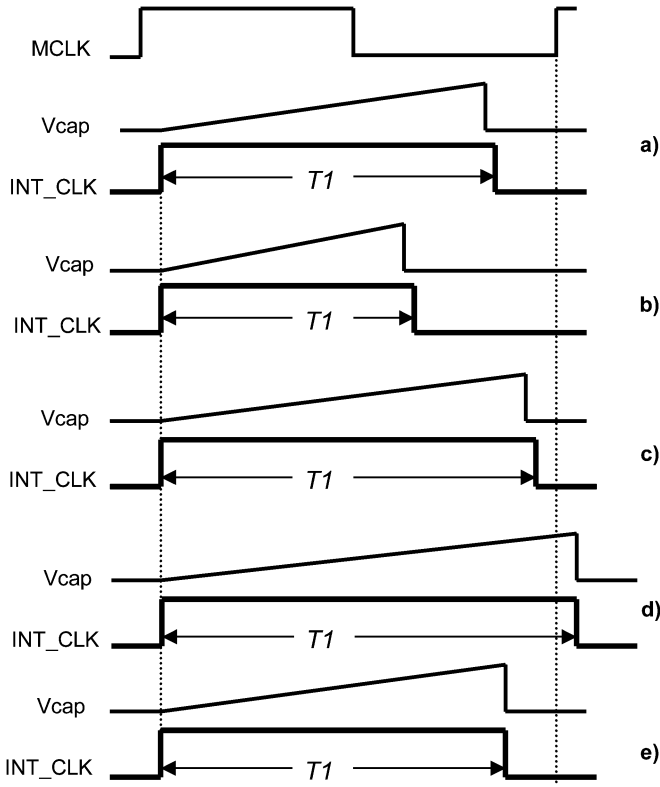 MCLK
Vcap
a)
INT_CLK
T1
Vcap
b)
INT_CLK
T1
Vcap
c)
INT_CLK
T1
Vcap
d)
INT_CLK
T1
Vcap
e)
INT_CLK
T1